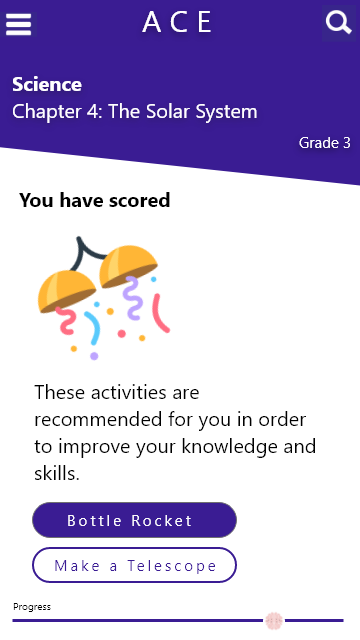 A C E
Science
Chapter 4: The Solar System
Grade 3
You have scored
These activities are
recommended for you in order
to improve your knowledge and
skills.
Bottle Rocket
Make a Telescope
Progress